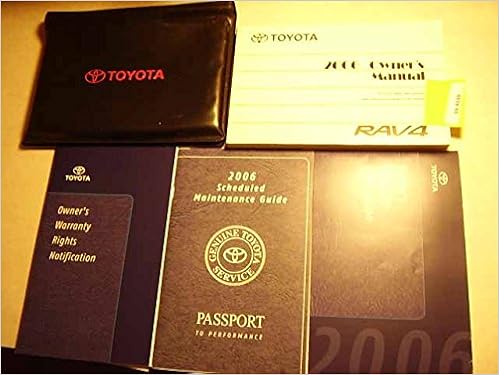 TOYOTA
TOYOTA
2006 Owner's
Manual
RAV4
TOYOTA
Owner's
Warranty
Rights
Notification
2006
Scheduled
Maintenance Guide
GENUINE TOYOTA
SERVICE
PASSPORT
TO PERFORMANCE
TOYOTA
2006